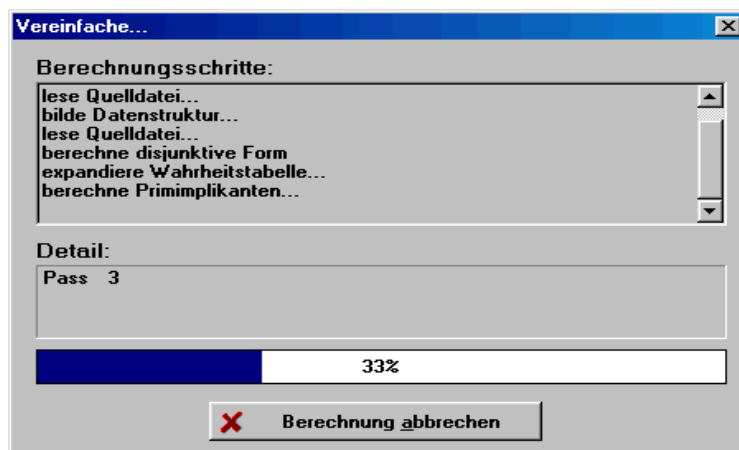 Vereinfache...
Berechnungsschritte:
lese Quelldatei...
bilde Datenstruktur...
lese Quelldatei...
berechne disjunktive Form
expandiere Wahrheitstabelle...
berechne Primimplikanten...
Detail:
Pass 3
33%
Berechnung abbrechen